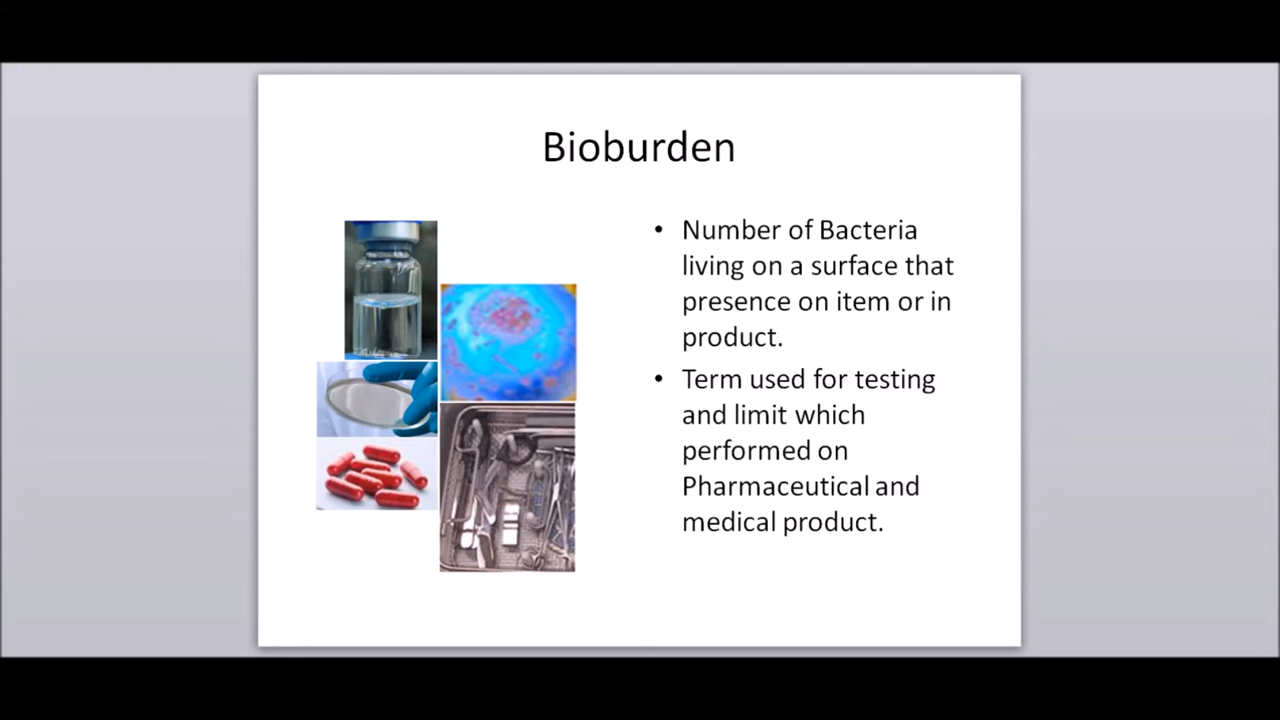 Bioburden
• Number of Bacteria
living on a surface that
presence on item or in
product.
• Term used for testing
and limit which
performed on
Pharmaceutical and
medical product.